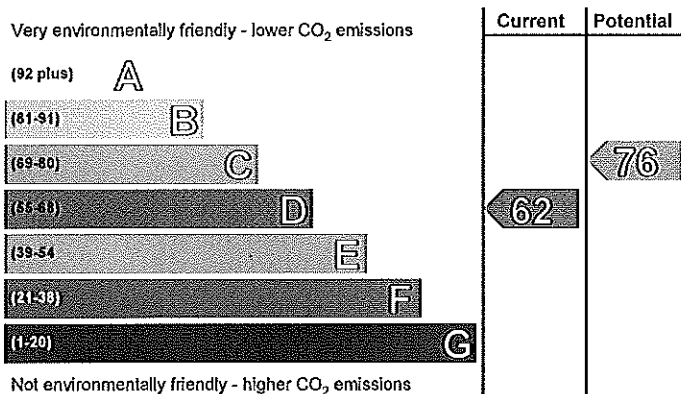 Current Potential
Very environmentally friendly - lower CO₂ emissions
(92 plus) A
(81-91) B
(69-80) C
76
(55-68) D
62
(39-54 E
(21-38) F
(1-20) G
Not environmentally friendly - higher CO₂ emissions